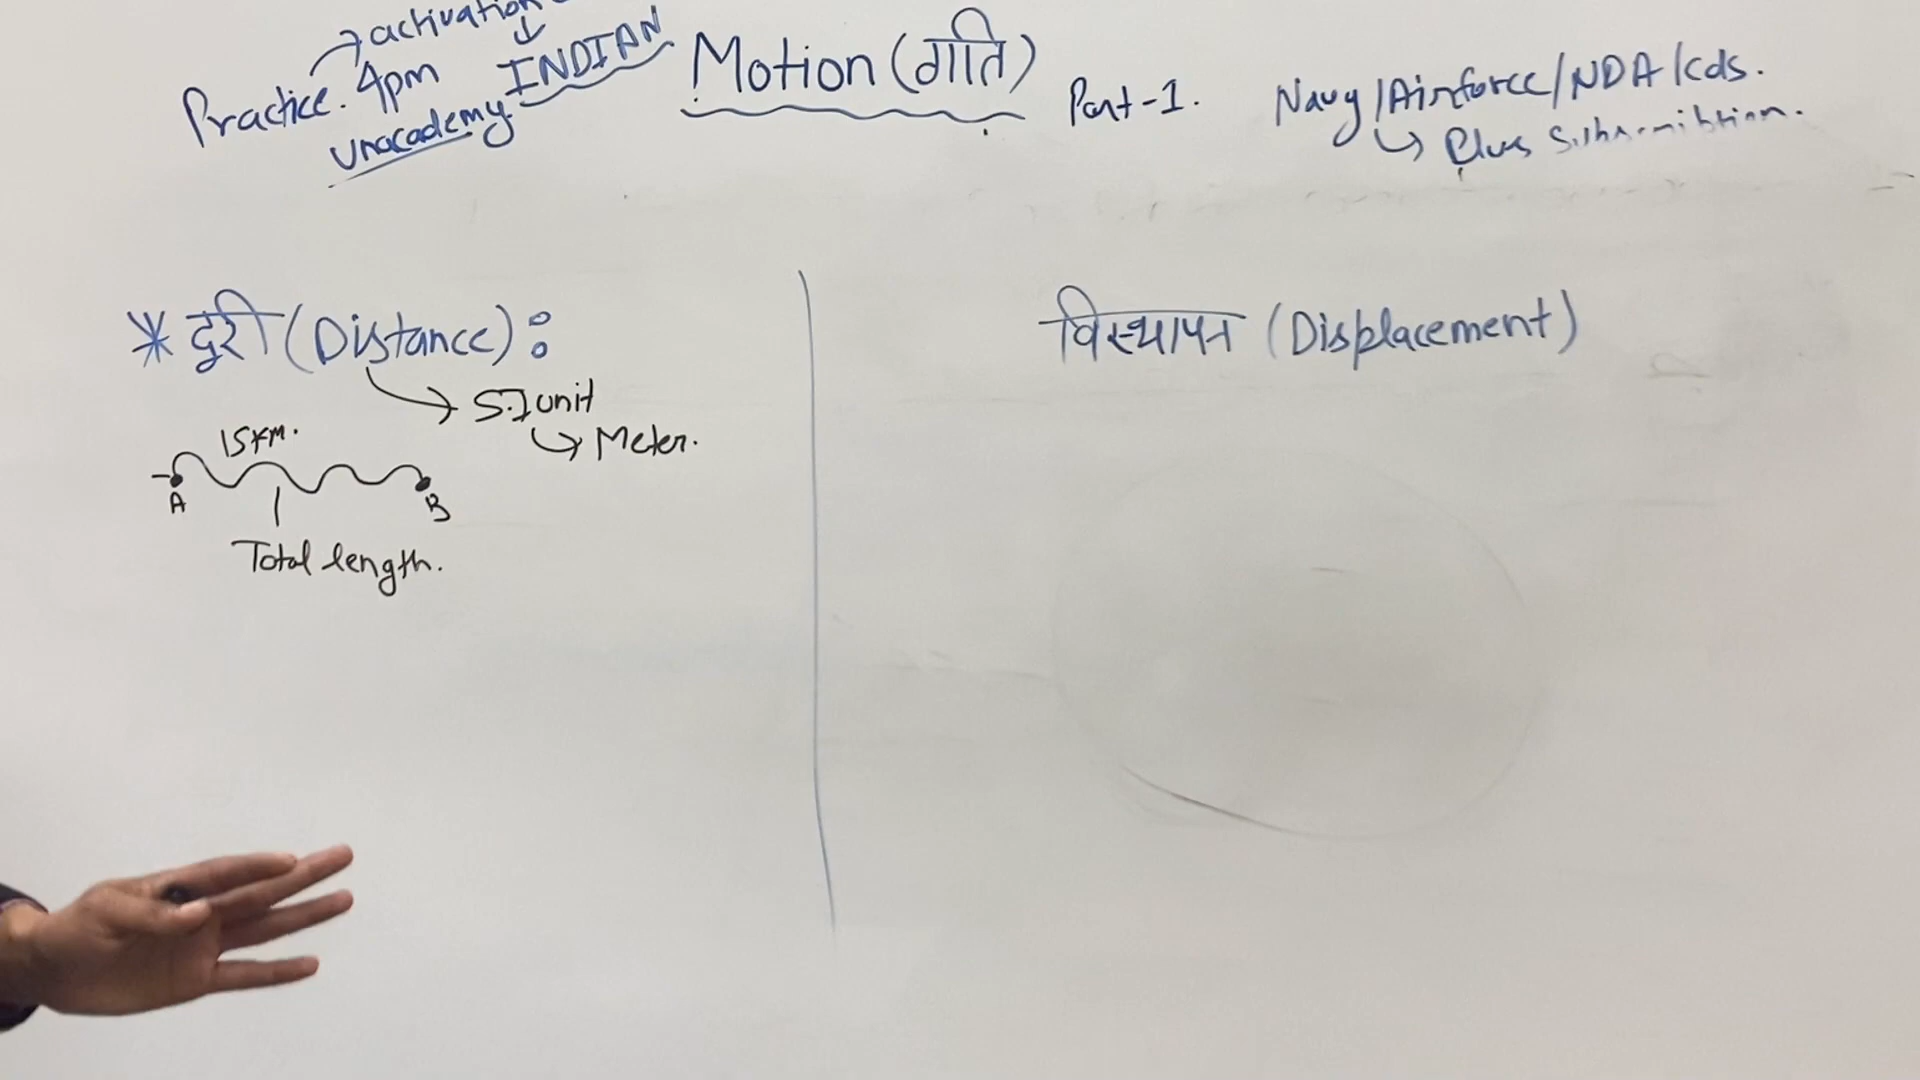 activation
Practice. 4pm INDIAN
Unacademy.
Motion (गति) Part-1.
Navy/Airforce/NDA/cds.
Plus
* दुरी (Distance) :
S.I unit
Meter.
15km.
A B
Total length.
विस्थापन (Displacement)